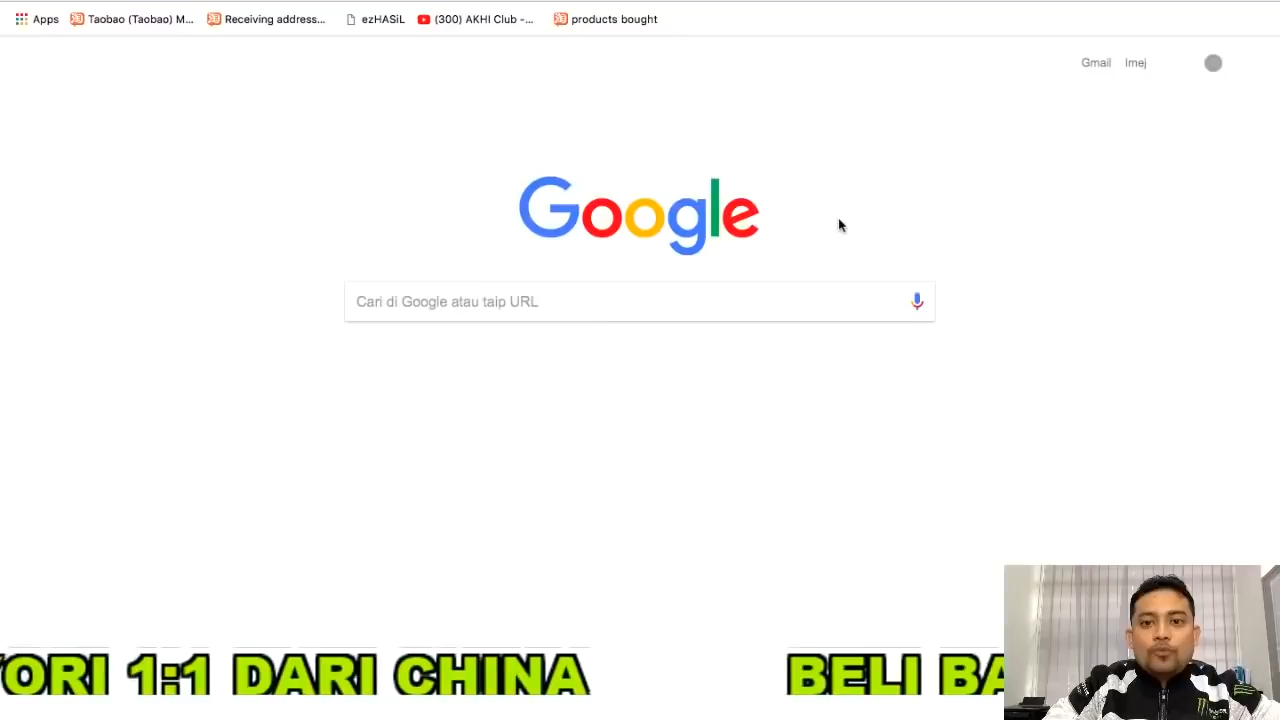 Apps Taobao (Taobao) M... Receiving address... ezHASiL (300) AKHI Club -... products bought
Gmail Imej
Google
Cari di Google atau taip URL
ORI 1:1 DARI CHINA BELI BA